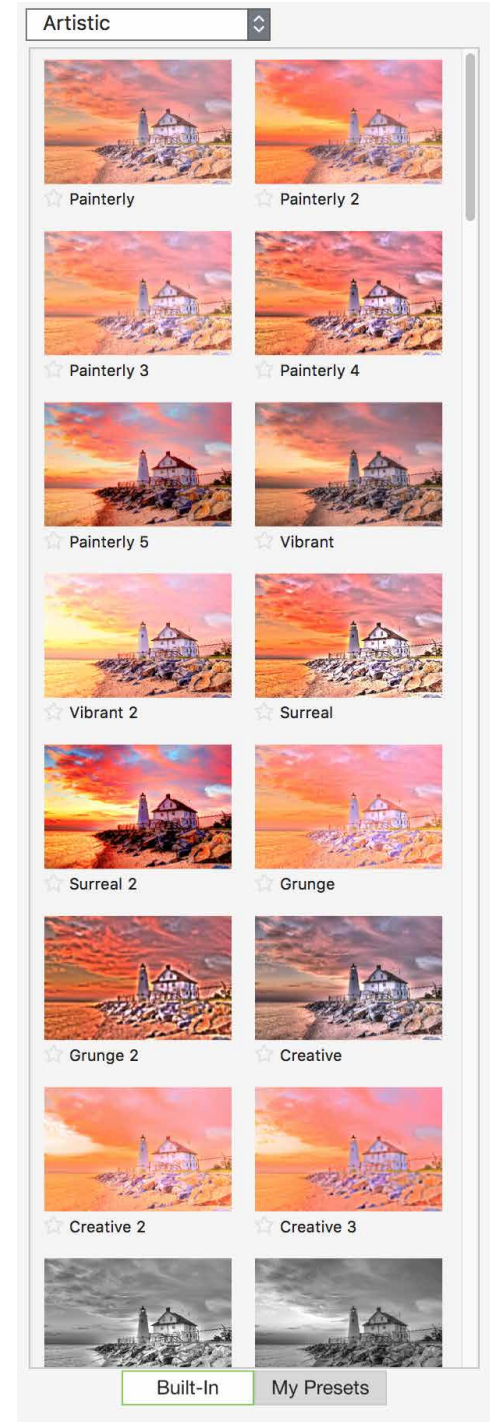 Artistic
Painterly
Painterly 2
Painterly 3
Painterly 4
Painterly 5
Vibrant
Vibrant 2
Surreal
Surreal 2
Grunge
Grunge 2
Creative
Creative 2
Creative 3
Built-In
My Presets